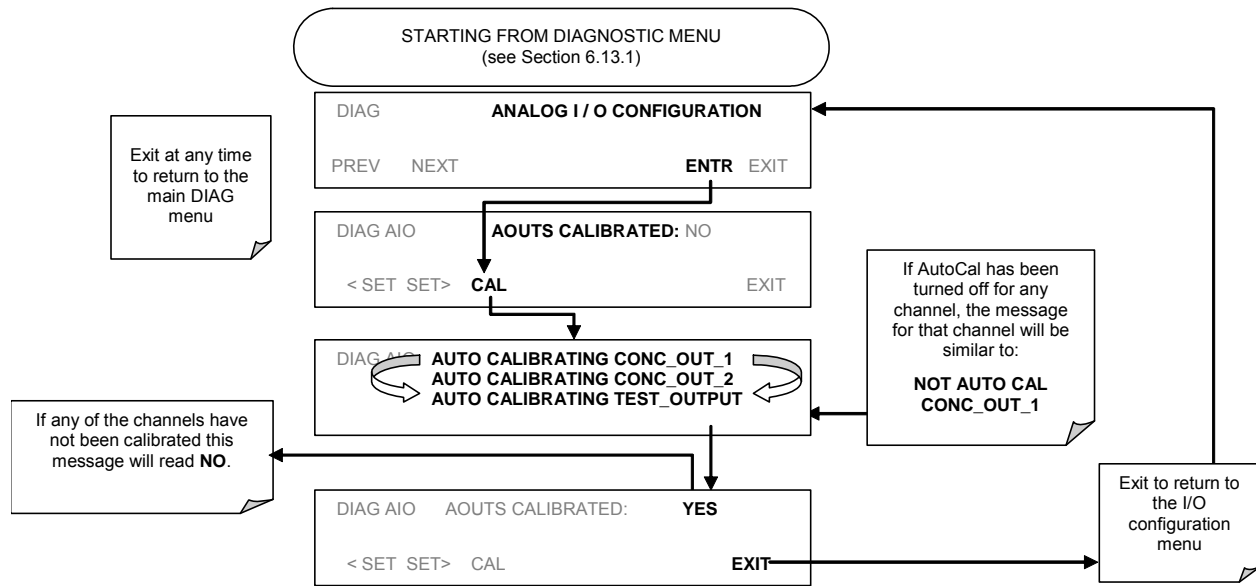 STARTING FROM DIAGNOSTIC MENU
(see Section 6.13.1)
DIAG ANALOG I / O CONFIGURATION
PREV NEXT ENTR EXIT
Exit at any time
to return to the
main DIAG
menu
DIAG AIO AOUTS CALIBRATED: NO
< SET SET> CAL EXIT
If AutoCal has been
turned off for any
channel, the message
for that channel will be
similar to:
NOT AUTO CAL
CONC_OUT_1
DIAG AIO AUTO CALIBRATING CONC_OUT_1
AUTO CALIBRATING CONC_OUT_2
AUTO CALIBRATING TEST_OUTPUT
If any of the channels have
not been calibrated this
message will read NO.
DIAG AIO AOUTS CALIBRATED: YES
< SET SET> CAL EXIT
Exit to return to
the I/O
configuration
menu